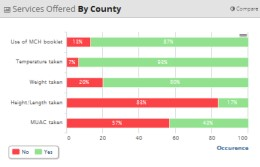 Services Offered By County
Compare
Use of MCH booklet 13% 87%
Temperature taken 7%
Weight taken 20% 80%
Height/Length taken 83% 17%
MUAC taken 57% 43%
0 20 40 60 80 100
Occurence
No Yes